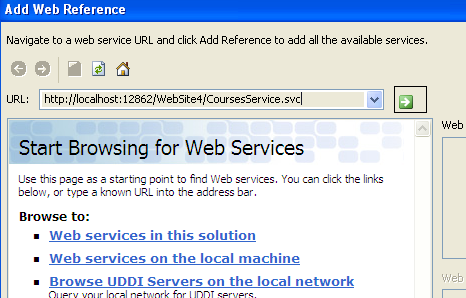 Add Web Reference
Navigate to a web service URL and click Add Reference to add all the available services.
URL: http://localhost:12862/WebSite4/CoursesService.svc
Web
Start Browsing for Web Services
Use this page as a starting point to find Web services. You can click the links
below, or type a known URL into the address bar.
Browse to:
Web services in this solution
Web services on the local machine
Browse UDDI Servers on the local network
Query your local network for UDDI servers.
Web